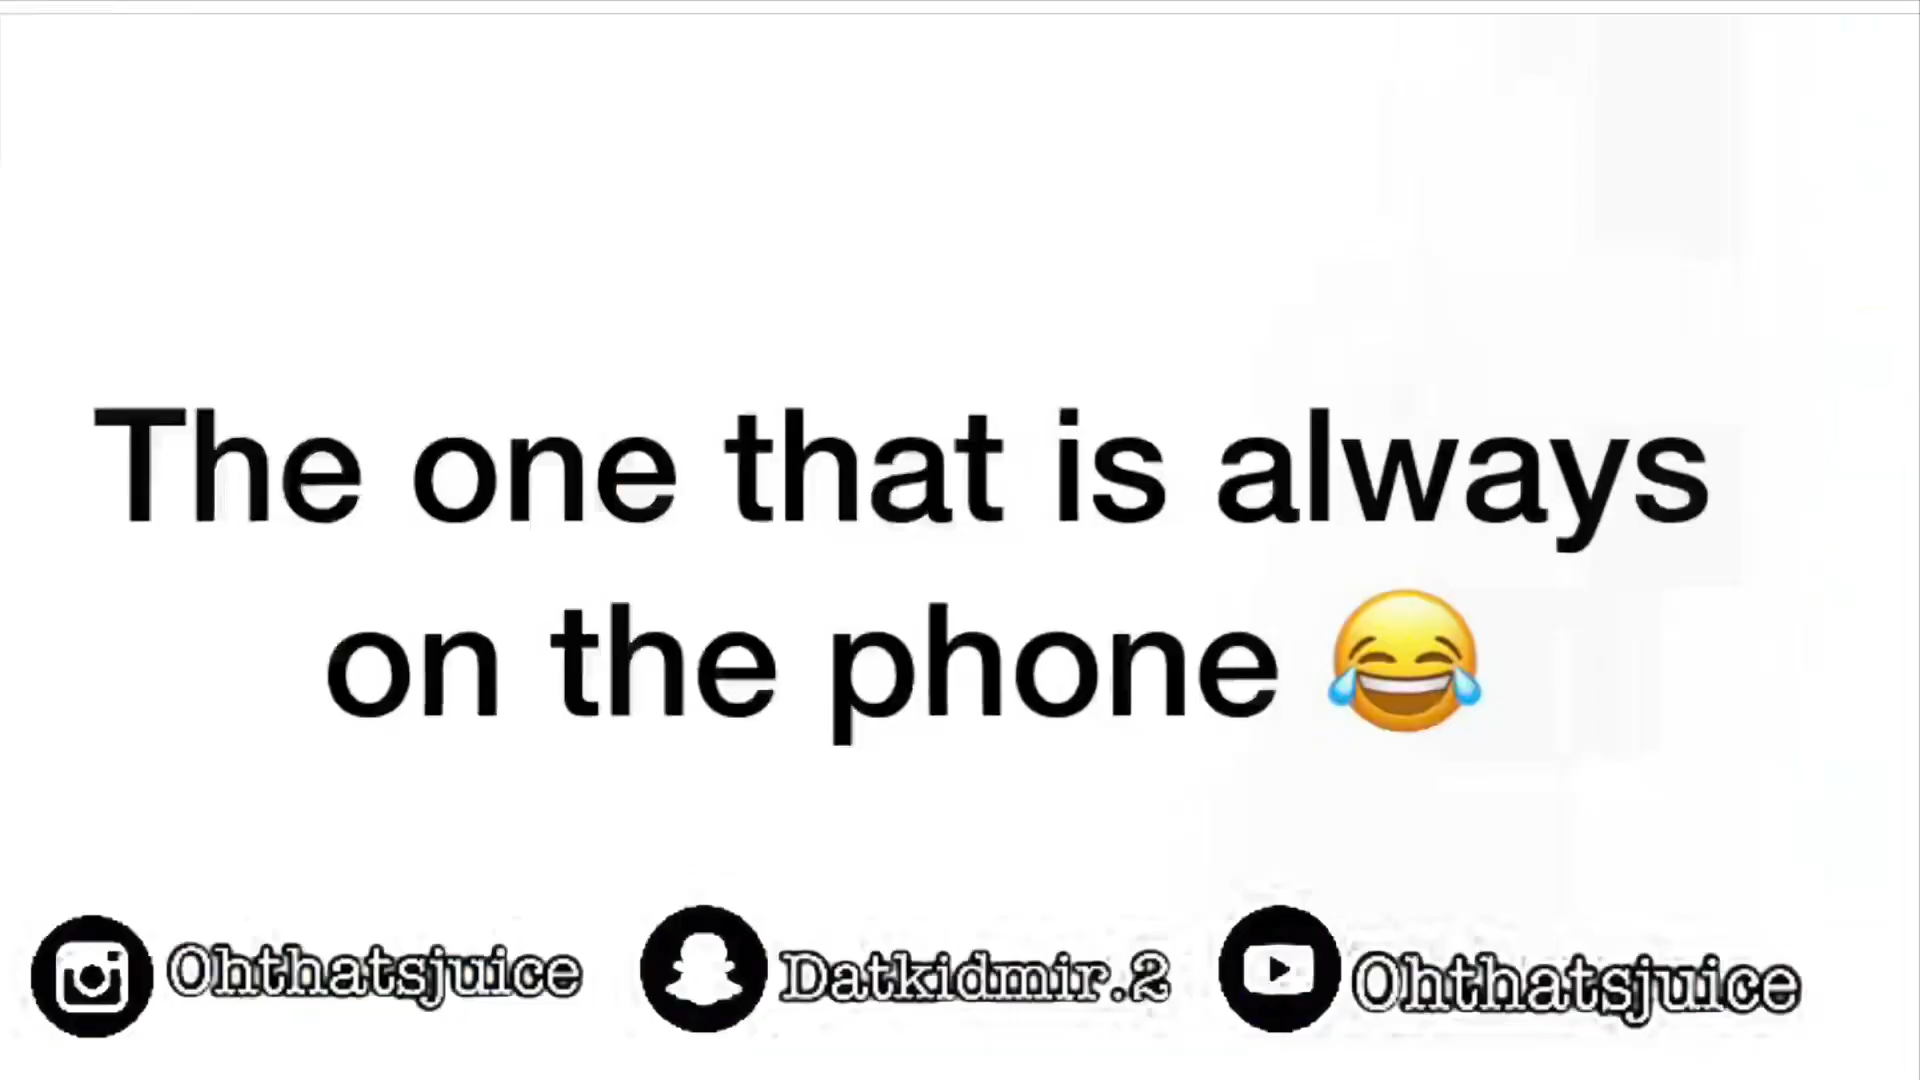 The one that is always
on the phone 😂
Ohthatsjuice Datkidmir.2 Ohthatsjuice